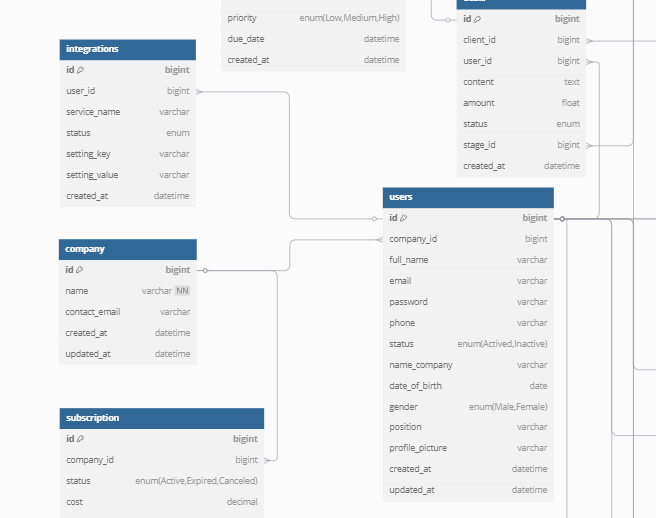 priority enum(Low,Medium,High)
due_date datetime
created_at datetime
id bigint
client_id bigint
user_id bigint
content text
amount float
status enum
stage_id bigint
created_at datetime
integrations
id bigint
user_id bigint
service_name varchar
status enum
setting_key varchar
setting_value varchar
created_at datetime
users
id bigint
company_id bigint
full_name varchar
email varchar
password varchar
phone varchar
status enum(Actived,Inactive)
name_company varchar
date_of_birth date
gender enum(Male,Female)
position varchar
profile_picture varchar
created_at datetime
updated_at datetime
company
id bigint
name varchar NN
contact_email varchar
created_at datetime
updated_at datetime
subscription
id bigint
company_id bigint
status enum(Active,Expired,Canceled)
cost decimal